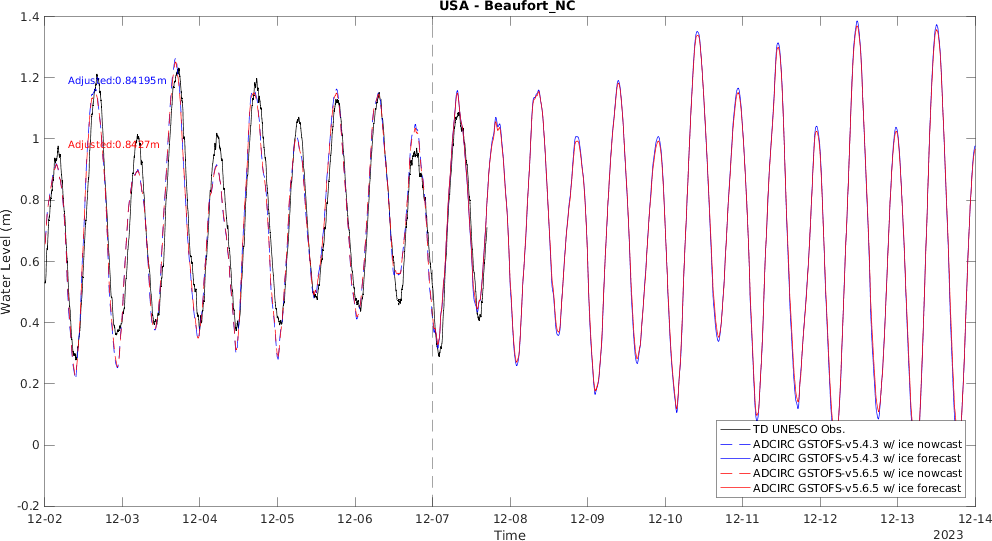 USA - Beaufort_NC
Water Level (m)
1.4
1.2
1
0.8
0.6
0.4
0.2
0
-0.2
Adjusted:0.84195m
Adjusted:0.8427m
TD UNESCO Obs.
ADCIRC GSTOFS-v5.4.3 w/ ice nowcast
ADCIRC GSTOFS-v5.4.3 w/ ice forecast
ADCIRC GSTOFS-v5.6.5 w/ ice nowcast
ADCIRC GSTOFS-v5.6.5 w/ ice forecast
12-02 12-03 12-04 12-05 12-06 12-07 12-08 12-09 12-10 12-11 12-12 12-13 12-14
Time
2023